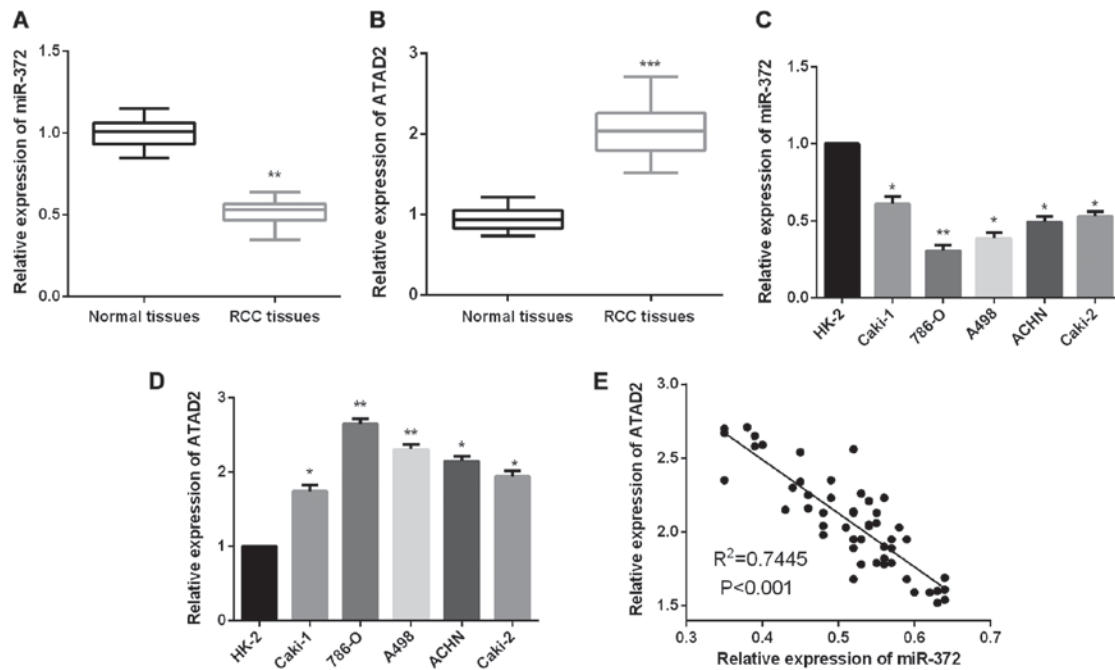 A
Relative expression of miR-372
1.5
1.0
0.5
0.0
**
Normal tissues
RCC tissues
B
Relative expression of ATAD2
3
2
1
0
***
Normal tissues
RCC tissues
C
Relative expression of miR-372
1.5
1.0
0.5
0.0
*
**
*
*
*
HK-2
Caki-1
786-O
A498
ACHN
Caki-2
D
Relative expression of ATAD2
3
2
1
0
*
**
**
*
*
HK-2
Caki-1
786-O
A498
ACHN
Caki-2
E
Relative expression of ATAD2
3.0
2.5
2.0
1.5
R²=0.7445
P<0.001
0.3
0.4
0.5
0.6
0.7
Relative expression of miR-372